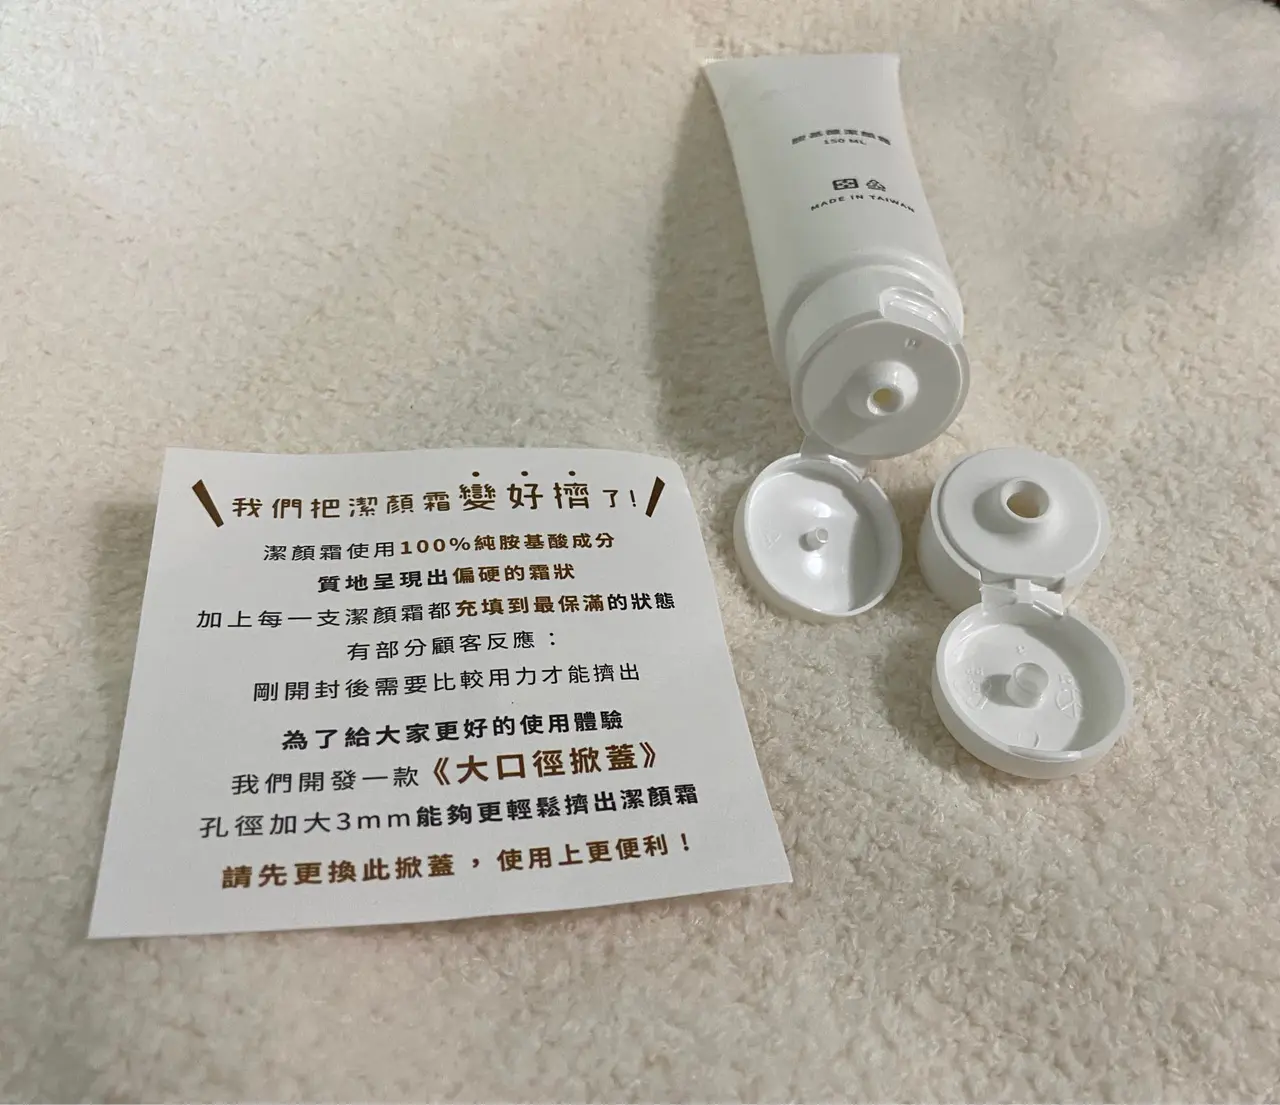 胺基酸潔顏霜
150 ML
MADE IN TAIWAN
我們把潔顏霜變好擠了!
潔顏霜使用100%純胺基酸成分
質地呈現出偏硬的霜狀
加上每一支潔顏霜都充填到最保滿的狀態
有部分顧客反應：
剛開封後需要比較用力才能擠出
為了給大家更好的使用體驗
我們開發一款《大口徑掀蓋》
孔徑加大3mm能夠更輕鬆擠出潔顏霜
請先更換此掀蓋，使用上更便利！